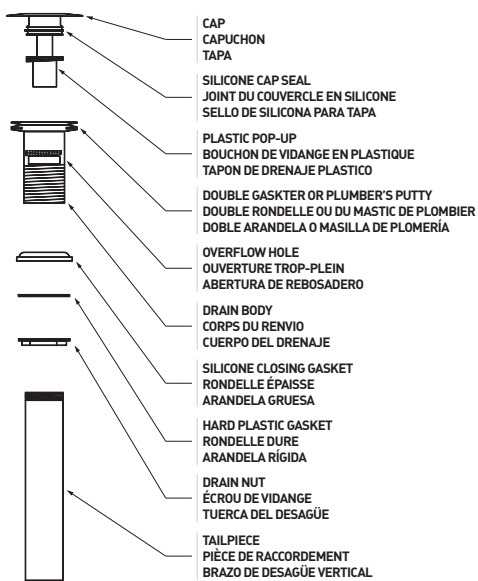 CAP
CAPUCHON
TAPA
SILICONE CAP SEAL
JOINT DU COUVERCLE EN SILICONE
SELLO DE SILICONA PARA TAPA
PLASTIC POP-UP
BOUCHON DE VIDANGE EN PLASTIQUE
TAPON DE DRENAJE PLASTICO
DOUBLE GASKTER OR PLUMBER'S PUTTY
DOUBLE RONDELLE OU DU MASTIC DE PLOMBIER
DOBLE ARANDELA O MASILLA DE PLOMERÍA
OVERFLOW HOLE
OUVERTURE TROP-PLEIN
ABERTURA DE REBOSADERO
DRAIN BODY
CORPS DU RENVIO
CUERPO DEL DRENAJE
SILICONE CLOSING GASKET
RONDELLE ÉPAISSE
ARANDELA GRUESA
HARD PLASTIC GASKET
RONDELLE DURE
ARANDELA RÍGIDA
DRAIN NUT
ÉCROU DE VIDANGE
TUERCA DEL DESAGÜE
TAILPIECE
PIÈCE DE RACCORDEMENT
BRAZO DE DESAGÜE VERTICAL